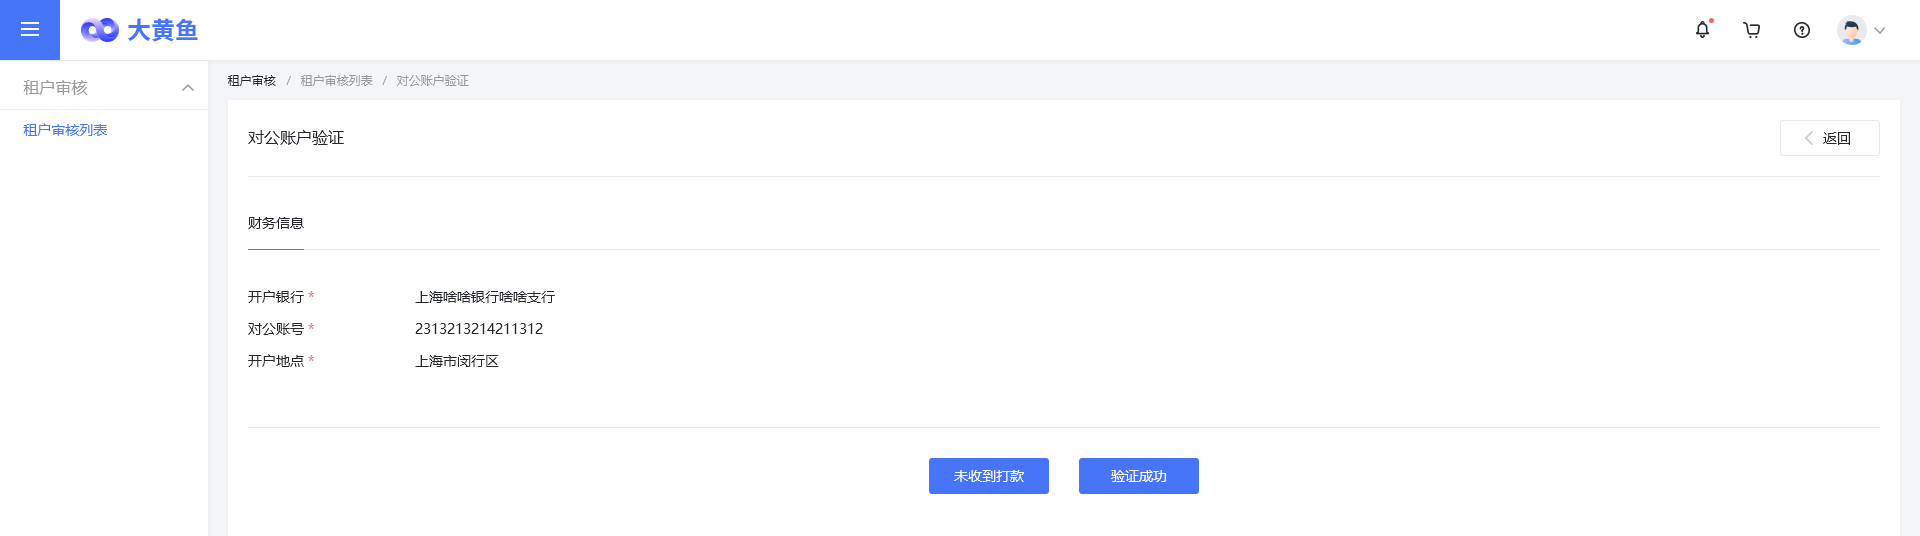 大黄鱼
租户审核
租户审核列表
租户审核 / 租户审核列表 / 对公账户验证
对公账户验证
返回
财务信息
开户银行 * 上海啥啥银行啥啥支行
对公账号 * 2313213214211312
开户地点 * 上海市闵行区
未收到打款 验证成功